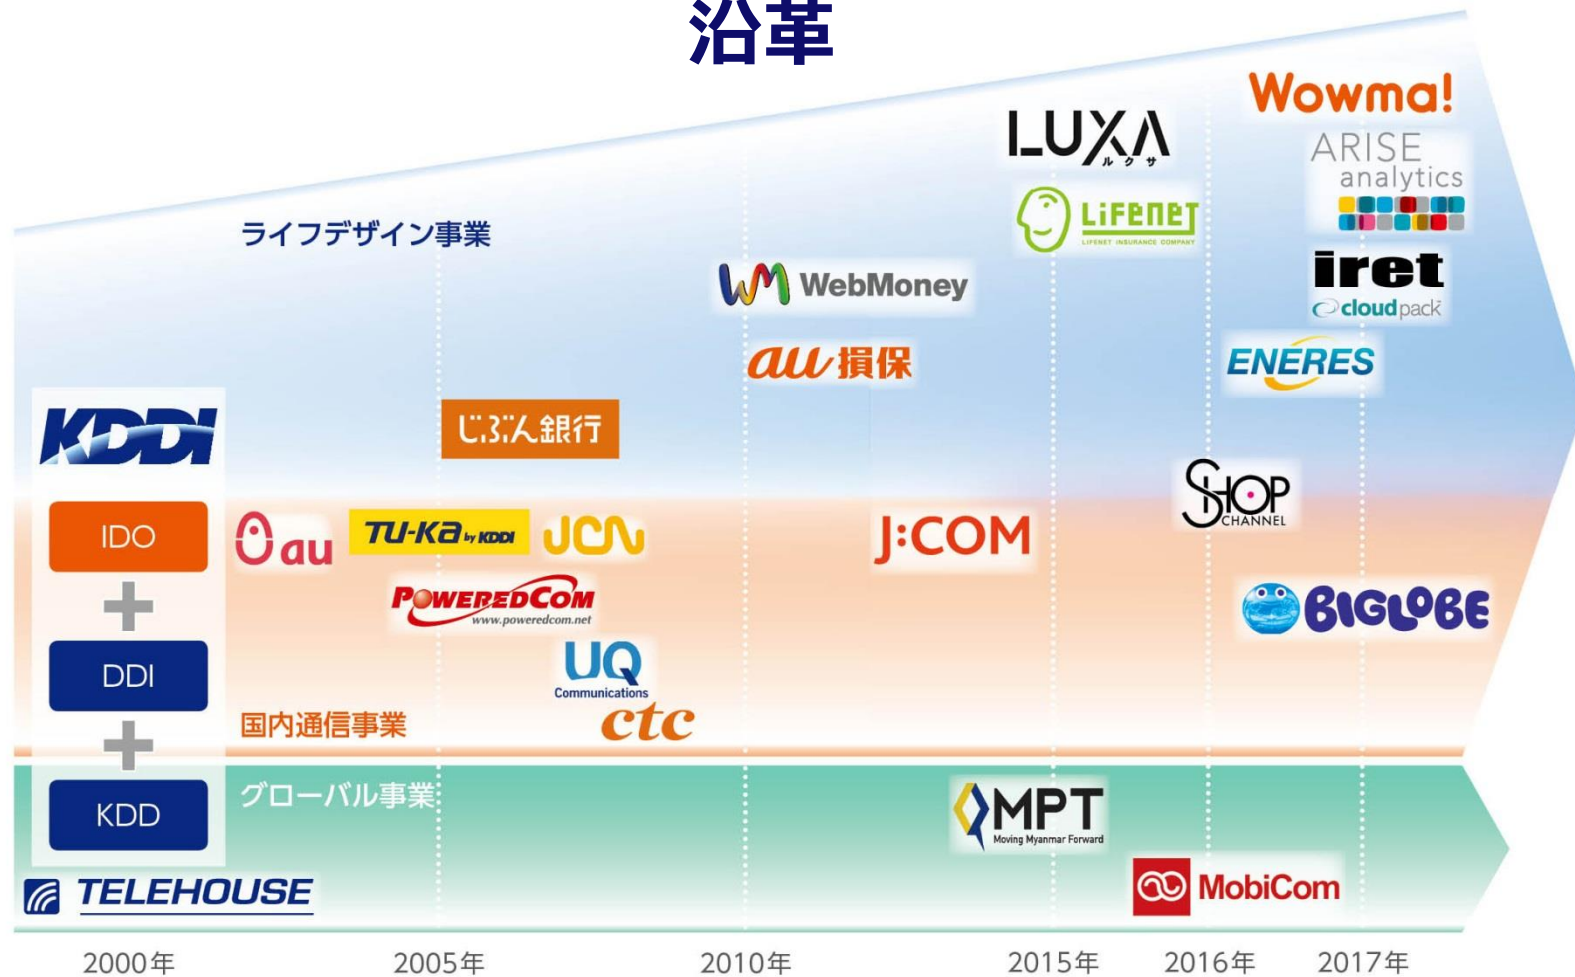 沿革
Wowma!
LUXA
ルクサ
ARISE
analytics
LIFENET
LIFENET INSURANCE COMPANY
ライフデザイン事業
iret
cloudpack
WebMoney
au損保
ENERES
KDDI
じぶん銀行
SHOP
CHANNEL
IDO
au
TU-KA by KDDI
JCN
J:COM
+
POWEREDCOM
www.poweredcom.net
BIGLOBE
DDI
UQ
Communications
国内通信事業
ctc
+
グローバル事業
KDD
MPT
Moving Myanmar Forward
TELEHOUSE
MobiCom
2000年 2005年 2010年 2015年 2016年 2017年